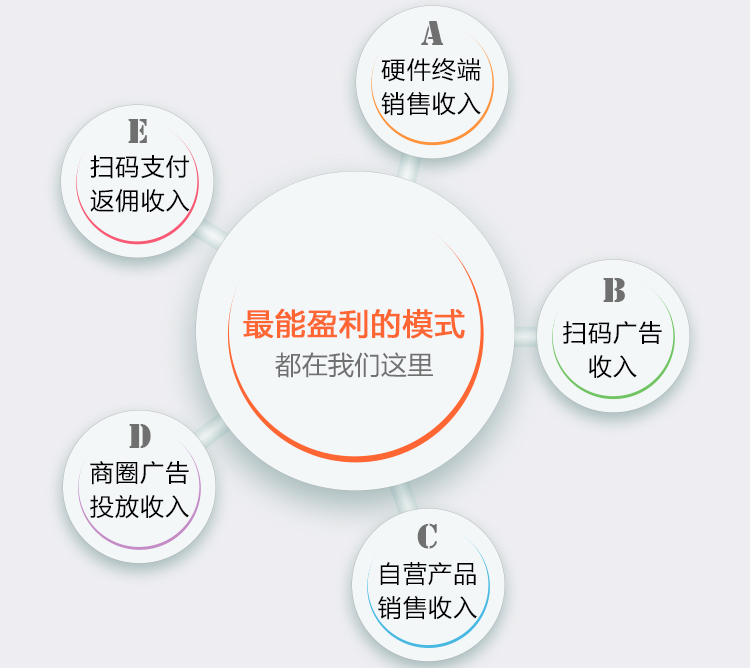 A
硬件终端
销售收入
E
扫码支付
返佣收入
B
扫码广告
收入
最能盈利的模式
都在我们这里
D
商圈广告
投放收入
C
自营产品
销售收入